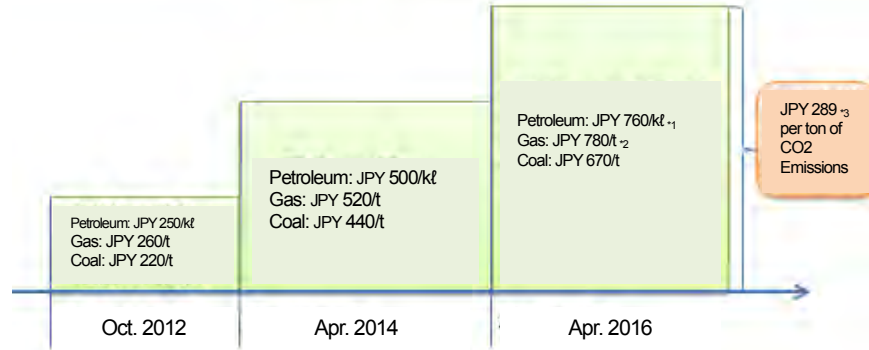 Petroleum: JPY 250/kℓ
Gas: JPY 260/t
Coal: JPY 220/t
Petroleum: JPY 500/kℓ
Gas: JPY 520/t
Coal: JPY 440/t
Petroleum: JPY 760/kℓ *1
Gas: JPY 780/t *2
Coal: JPY 670/t
JPY 289 *3
per ton of
CO2
Emissions
Oct. 2012
Apr. 2014
Apr. 2016